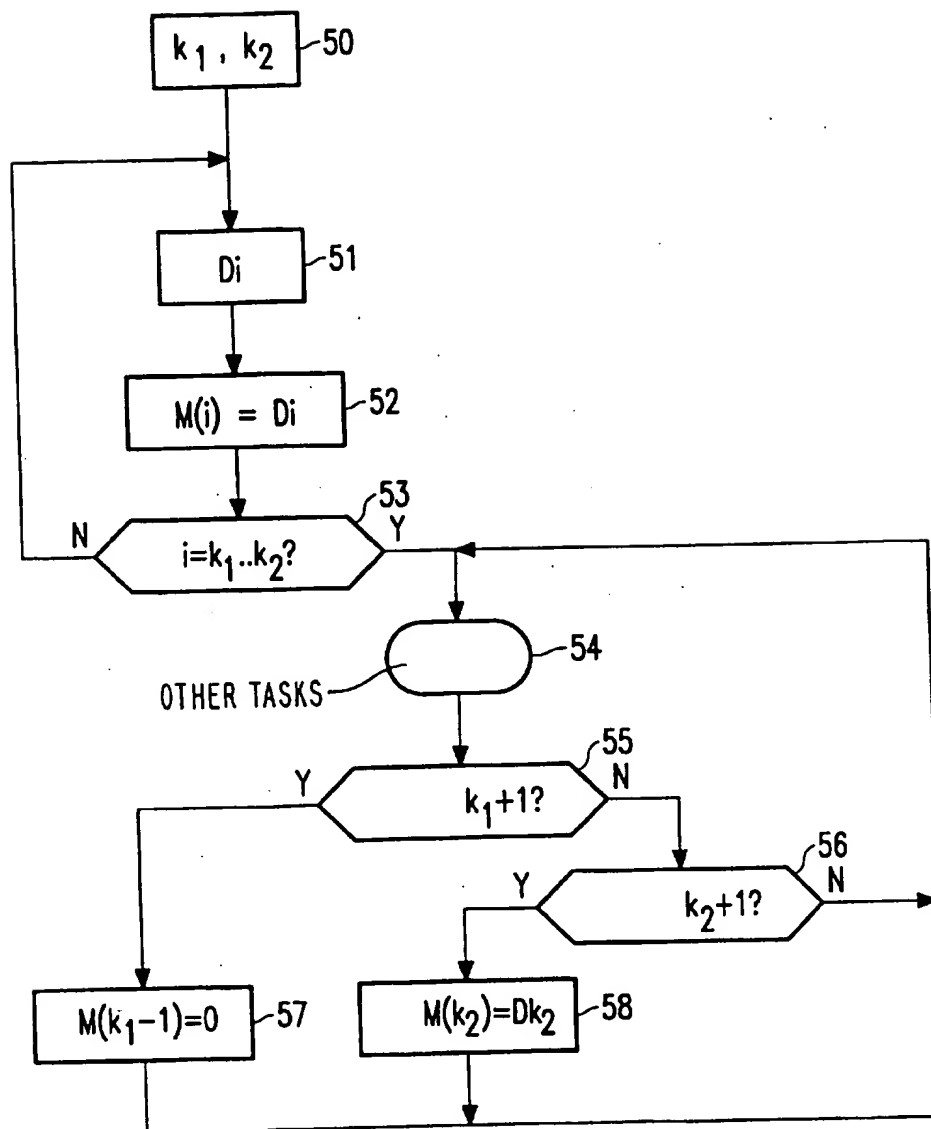 k1, k2 50
Di 51
M(i) = Di 52
53
N Y
i=k1..k2?
54
OTHER TASKS
55
Y N
k1+1?
56
Y N
k2+1?
M(k1-1)=0 57
M(k2)=Dk2 58